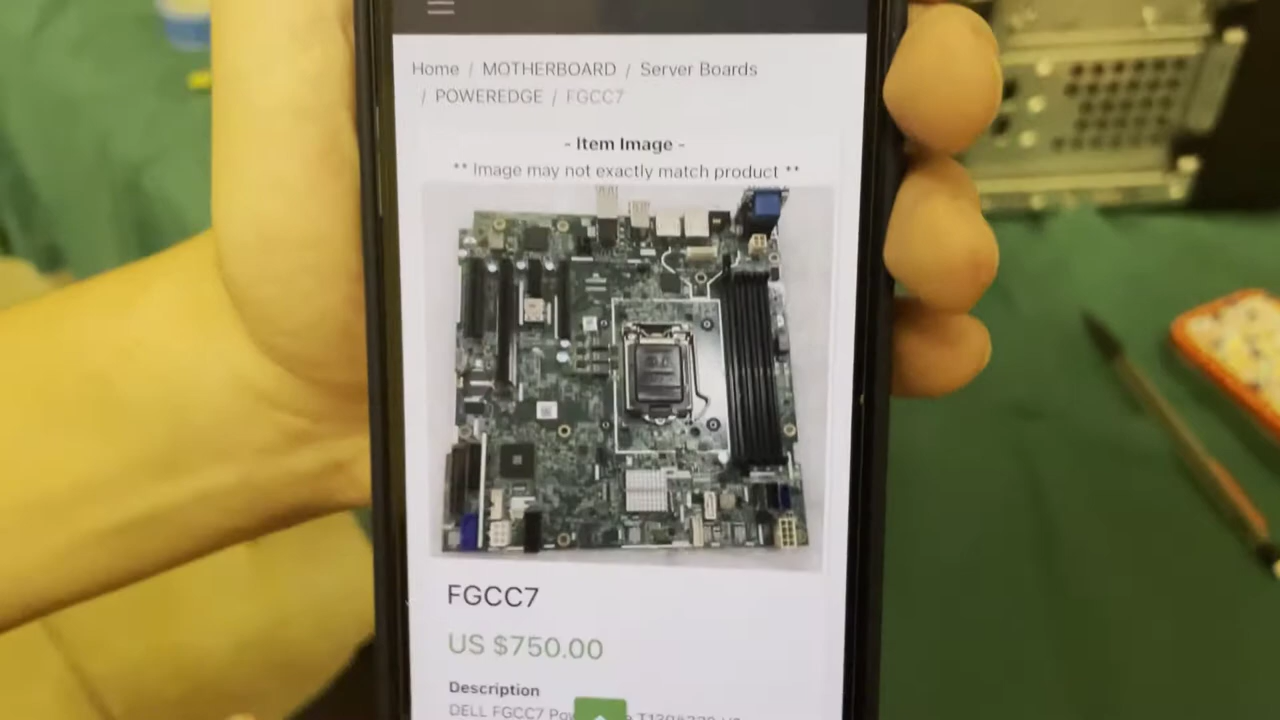 Home / MOTHERBOARD / Server Boards
/ POWEREDGE / FGCC7
- Item Image -
** Image may not exactly match product **
FGCC7
US $750.00
Description
DELL FGCC7